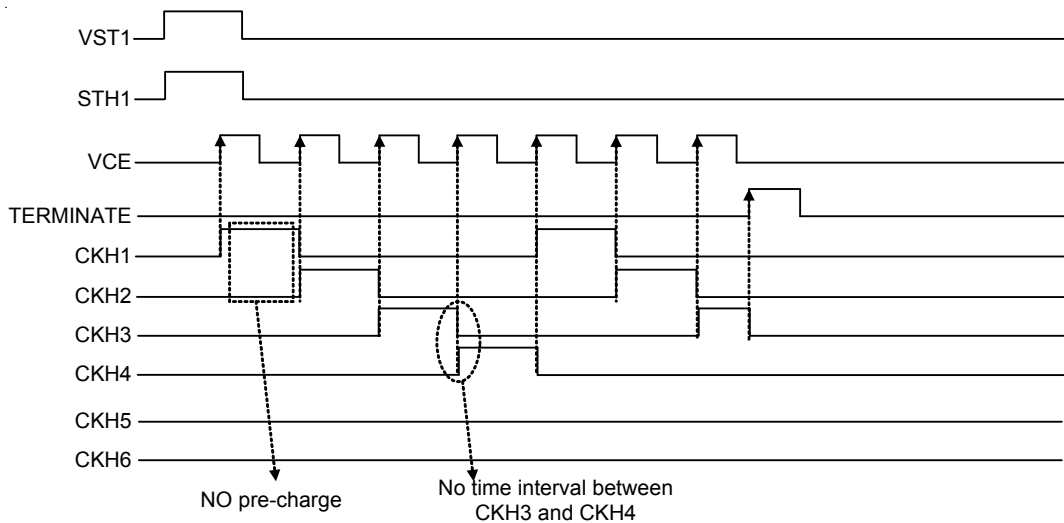 VST1
STH1
VCE
TERMINATE
CKH1
CKH2
CKH3
CKH4
CKH5
CKH6
NO pre-charge
No time interval between
CKH3 and CKH4